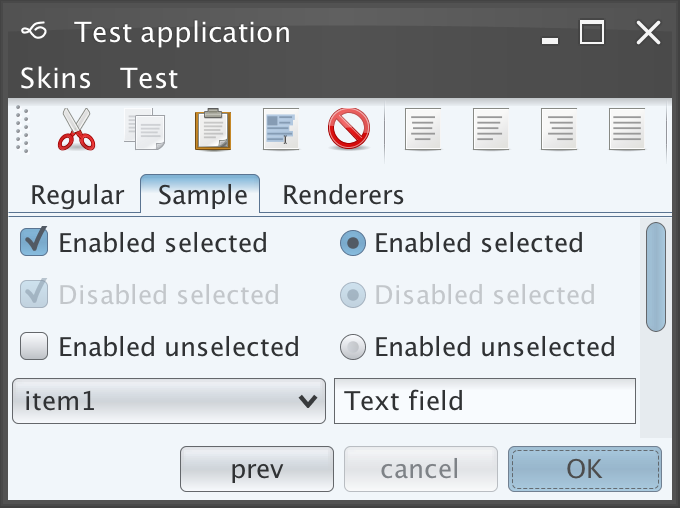 Test application
Skins Test
Regular Sample Renderers
Enabled selected Enabled selected
Disabled selected Disabled selected
Enabled unselected Enabled unselected
item1 Text field
prev cancel OK